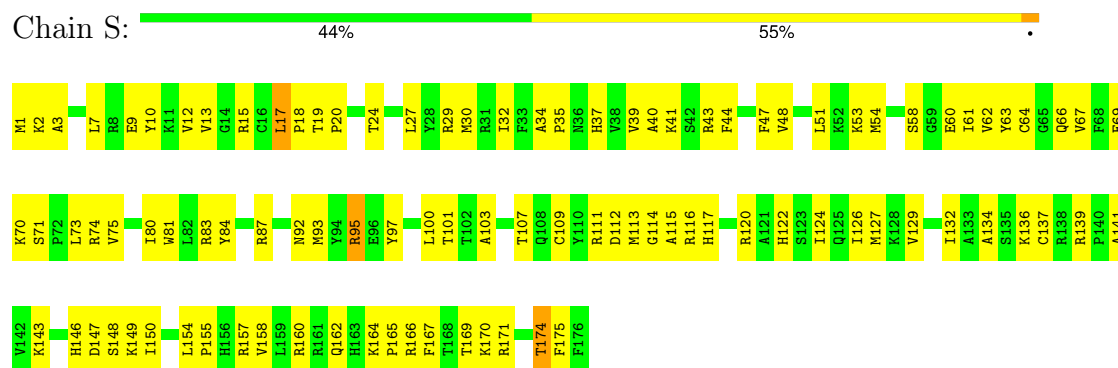 Chain S:
44% 55% •
M1 K2 A3 L7 R8 E9 Y10 K11 V12 V13 G14 R15 C16 L17 P18 T19 P20 T24 L27 Y28 R29 M30 R31 I32 F33 A34 P35 N36 H37 V38 V39 A40 K41 S42 R43 F44 F47 V48 L51 K52 K53 M54 S58 G59 E60 I61 V62 Y63 C64 G65 Q66 V67 F68
K70 S71 P72 L73 R74 V75 I80 W81 L82 R83 Y84 R87 N92 M93 Y94 R95 E96 Y97 L100 T101 T102 A103 T107 Q108 C109 Y110 R111 D112 M113 G114 A115 R116 H117 R120 A121 H122 S123 I124 Q125 I126 M127 K128 V129 I132 A133 A134 S135 K136 C137 R138 R139 P140 A141
V142 K143 H146 D147 S148 K149 I150 L154 P155 H156 R157 V158 L159 R160 R161 Q162 H163 K164 P165 R166 F167 T168 T169 K170 R171 T174 F175 F176